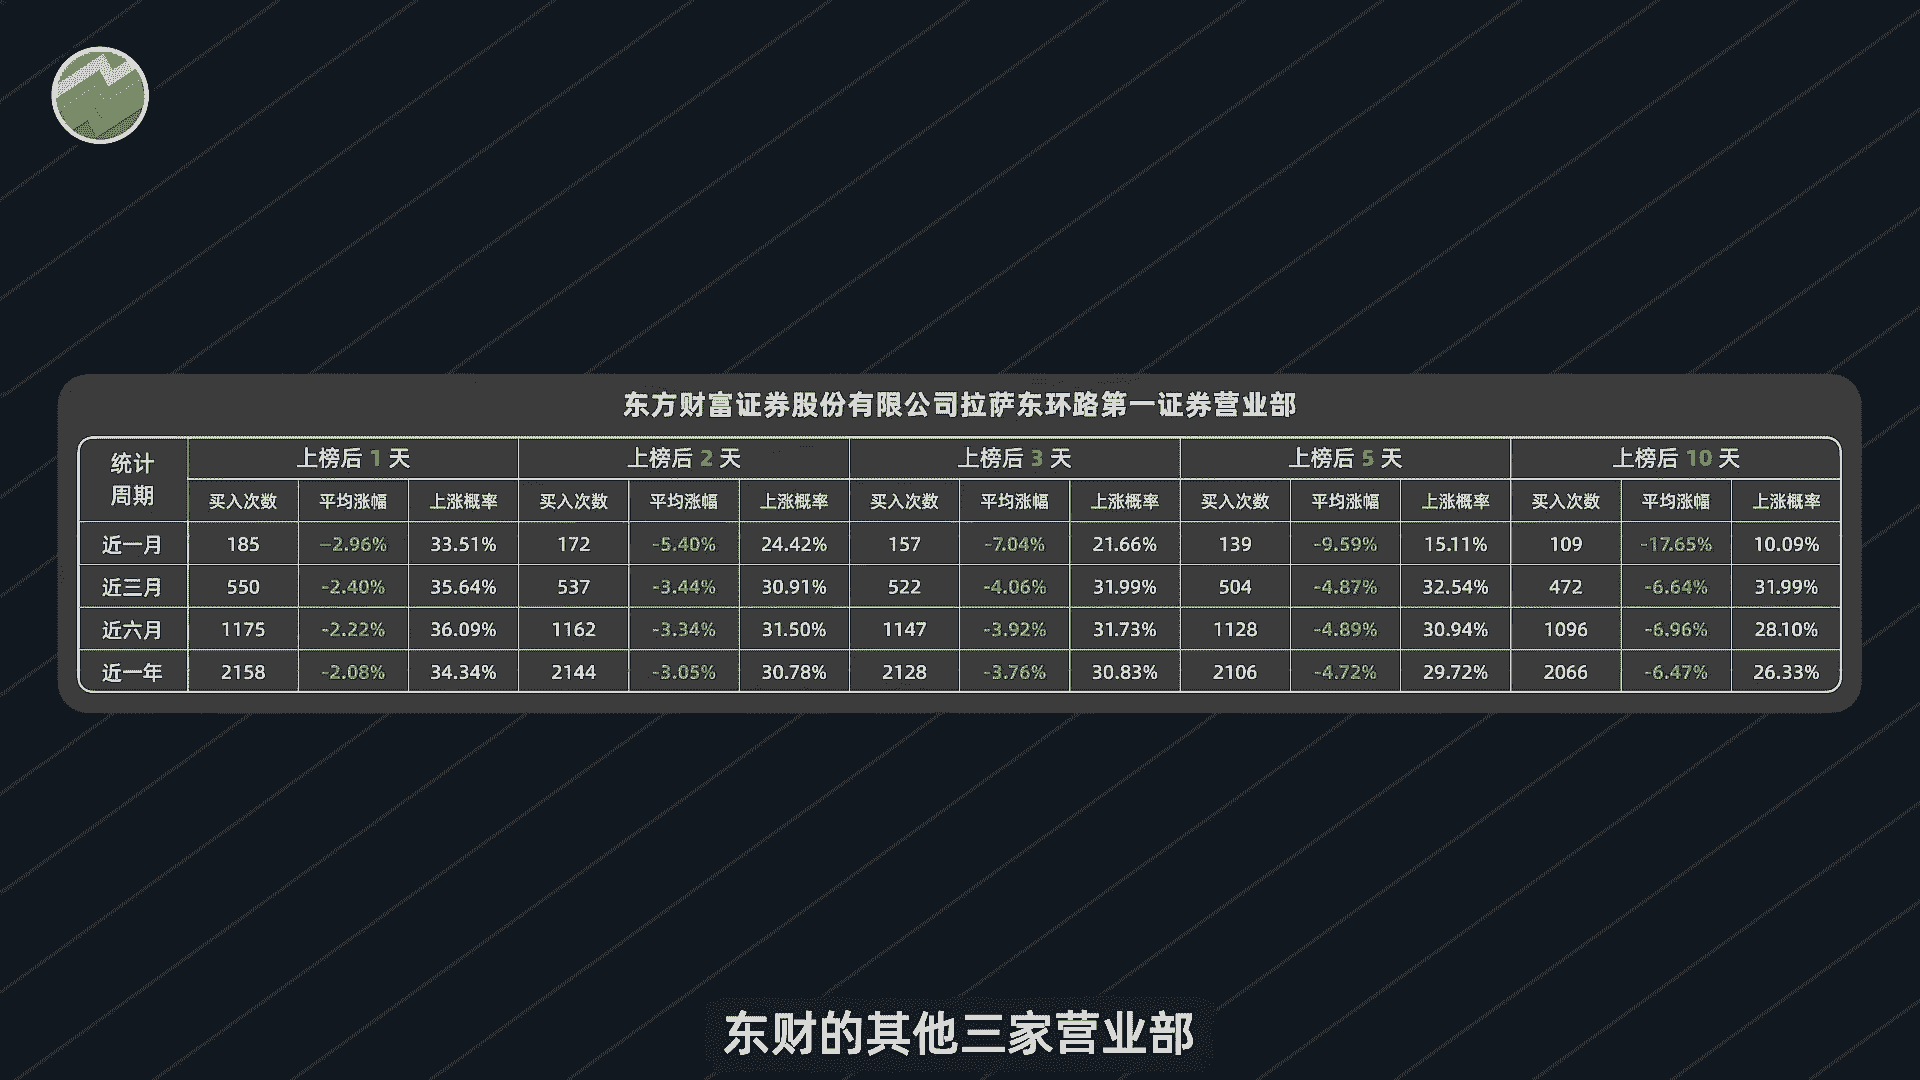 东方财富证券股份有限公司拉萨东环路第一证券营业部
统计周期 上榜后 1 天 上榜后 2 天 上榜后 3 天 上榜后 5 天 上榜后 10 天
买入次数 平均涨幅 上涨概率 买入次数 平均涨幅 上涨概率 买入次数 平均涨幅 上涨概率 买入次数 平均涨幅 上涨概率 买入次数 平均涨幅 上涨概率
近一月 185 -2.96% 33.51% 172 -5.40% 24.42% 157 -7.04% 21.66% 139 -9.59% 15.11% 109 -17.65% 10.09%
近三月 550 -2.40% 35.64% 537 -3.44% 30.91% 522 -4.06% 31.99% 504 -4.87% 32.54% 472 -6.64% 31.99%
近六月 1175 -2.22% 36.09% 1162 -3.34% 31.50% 1147 -3.92% 31.73% 1128 -4.89% 30.94% 1096 -6.96% 28.10%
近一年 2158 -2.08% 34.34% 2144 -3.05% 30.78% 2128 -3.76% 30.83% 2106 -4.72% 29.72% 2066 -6.47% 26.33%
东财的其他三家营业部